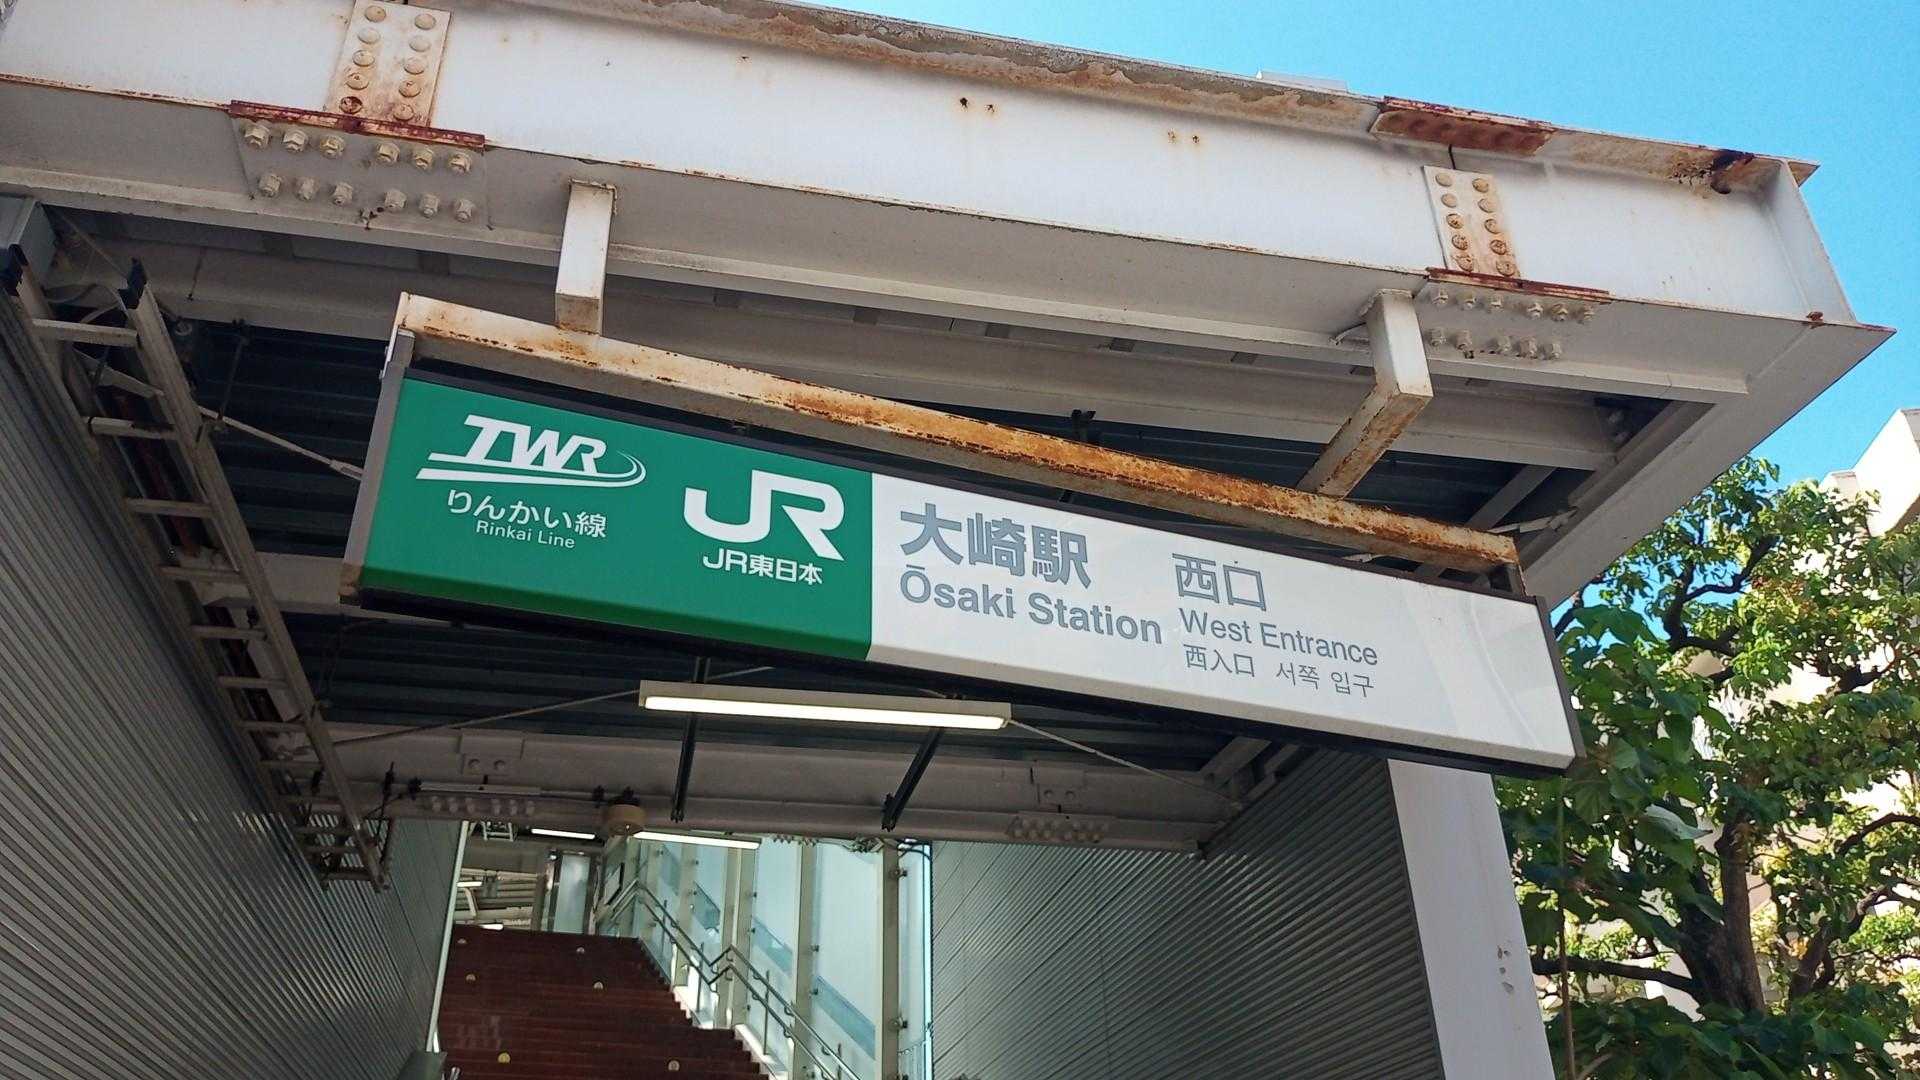 TWR
りんかい線
Rinkai Line
JR
JR東日本
大崎駅
Ōsaki Station
西口
West Entrance
西入口 서쪽 입구